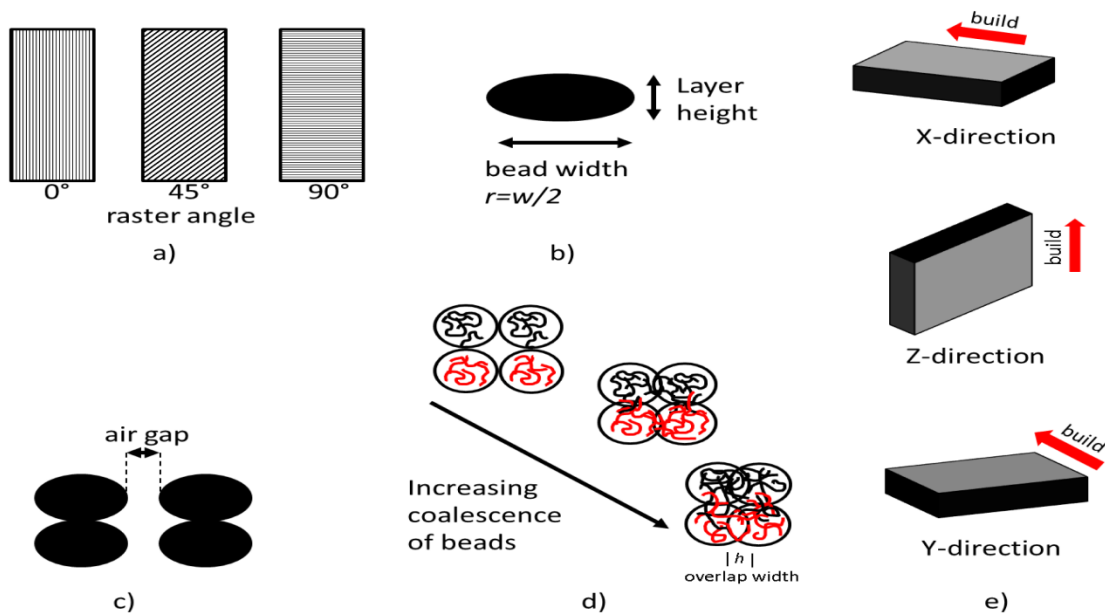 0°
45°
90°
raster angle
a)
Layer
height
bead width
r=w/2
b)
air gap
c)
Increasing
coalescence
of beads
| h |
overlap width
d)
build
X-direction
build
Z-direction
build
Y-direction
e)